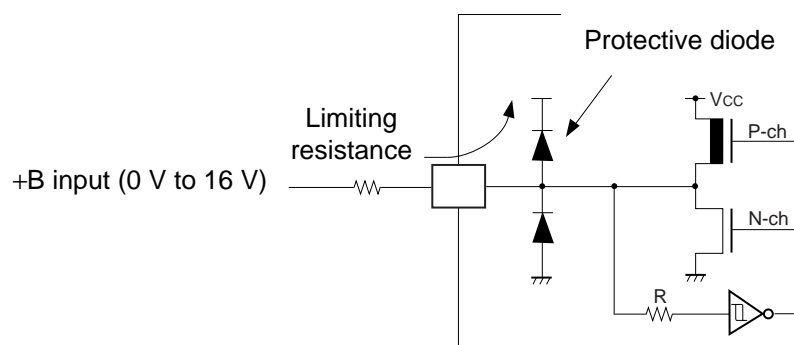 Protective diode
Limiting
resistance
+B input (0 V to 16 V)
VCC
P-ch
N-ch
R